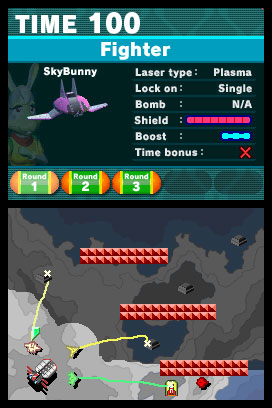 TIME 100
Fighter
SkyBunny
Laser type: Plasma
Lock on: Single
Bomb : N/A
Shield :
Boost :
Time bonus:
Round 1
Round 2
Round 3